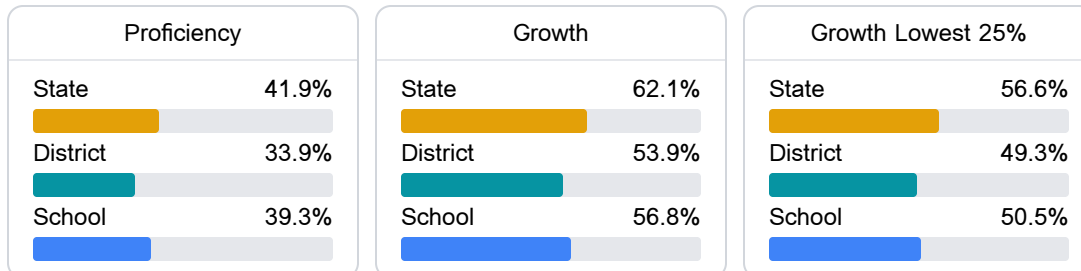 Proficiency
State 41.9%
District 33.9%
School 39.3%
Growth
State 62.1%
District 53.9%
School 56.8%
Growth Lowest 25%
State 56.6%
District 49.3%
School 50.5%